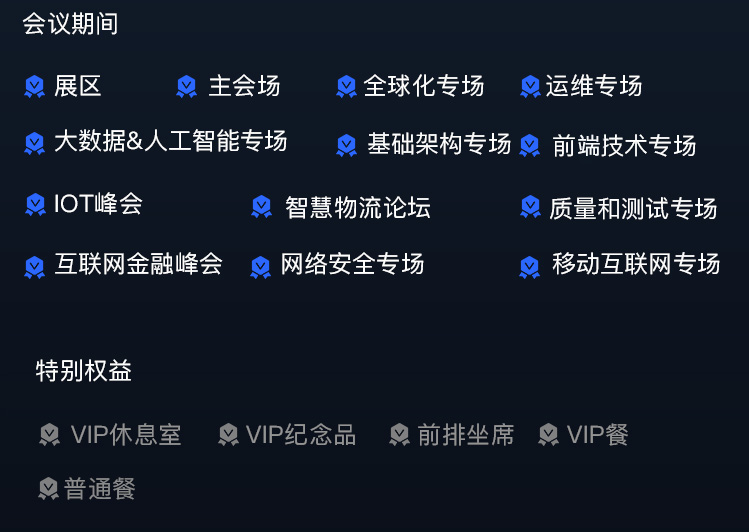 会议期间
展区 主会场 全球化专场 运维专场
大数据&人工智能专场 基础架构专场 前端技术专场
IOT峰会 智慧物流论坛 质量和测试专场
互联网金融峰会 网络安全专场 移动互联网专场
特别权益
VIP休息室 VIP纪念品 前排坐席 VIP餐
普通餐